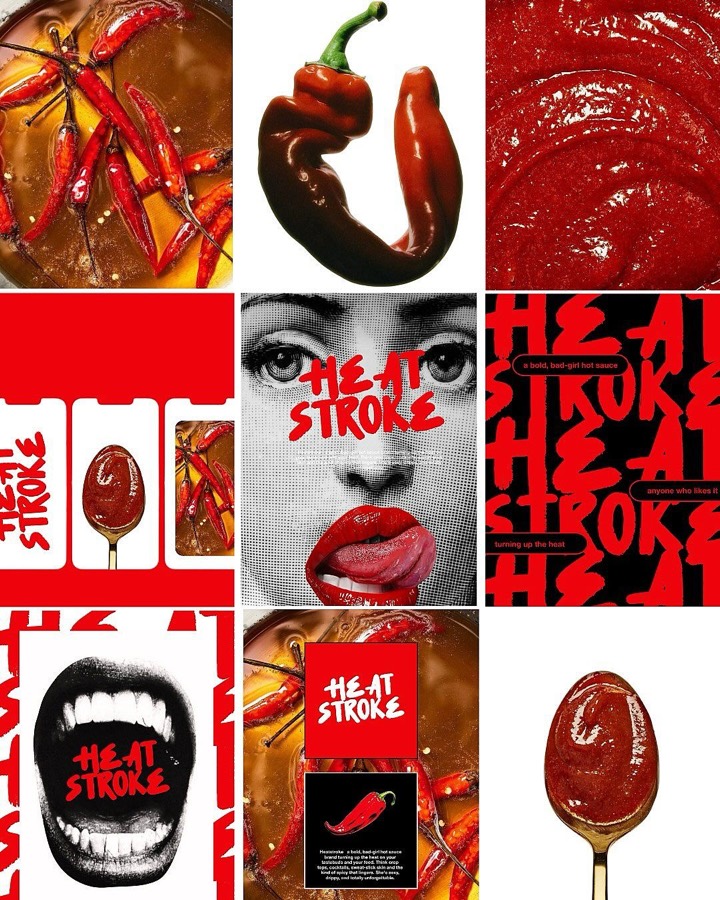 HEAT
STROKE
HEAT
STROKE
HEAT
STROKE
HEAT
STROKE
HEAT
a bold, bad-girl hot sauce
anyone who likes it
turning up the heat
HEAT
STROKE
HEAT
STROKE
Heatstroke a bold, bad-girl hot sauce
brand turning up the heat on your
tastebuds and your food. Think crop
tops, cocktails, sweat-slick skin and the
kind of spicy that lingers. She's sexy,
drippy, and totally unforgettable.